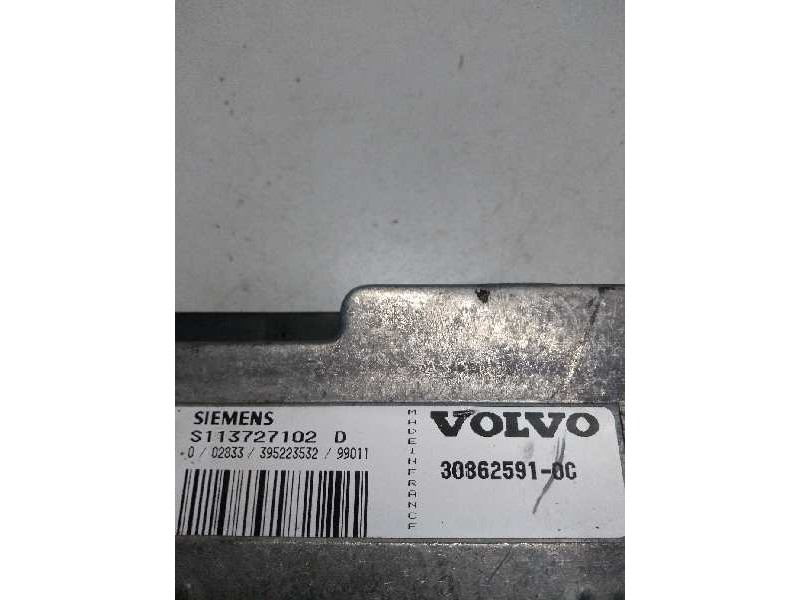 SIEMENS
S113727102 D
0 / 02833 / 395223532 / 99011
MADE IN FRANCE
VOLVO
30862591-0C